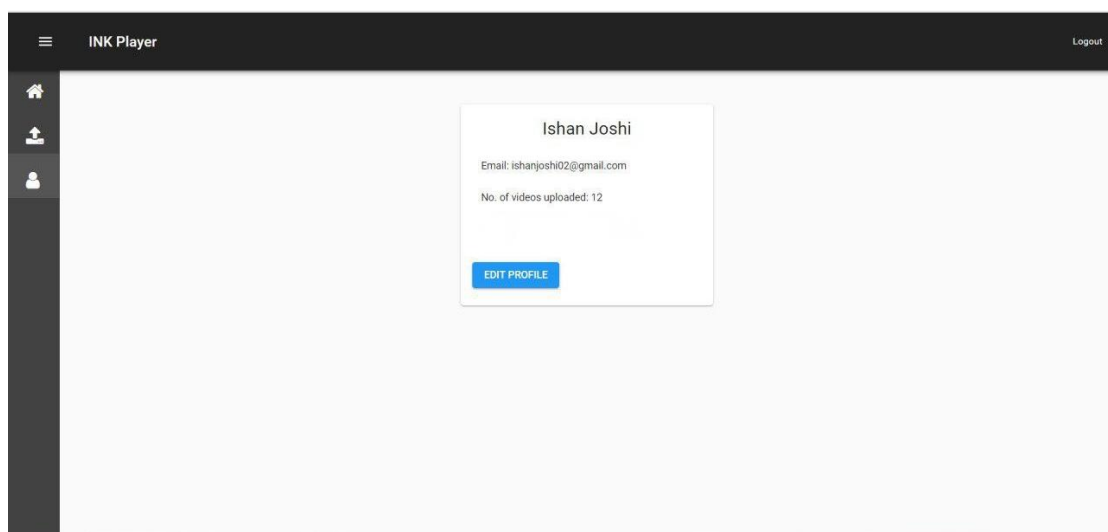 INK Player
Logout
Ishan Joshi
Email: ishanjoshi02@gmail.com
No. of videos uploaded: 12
EDIT PROFILE